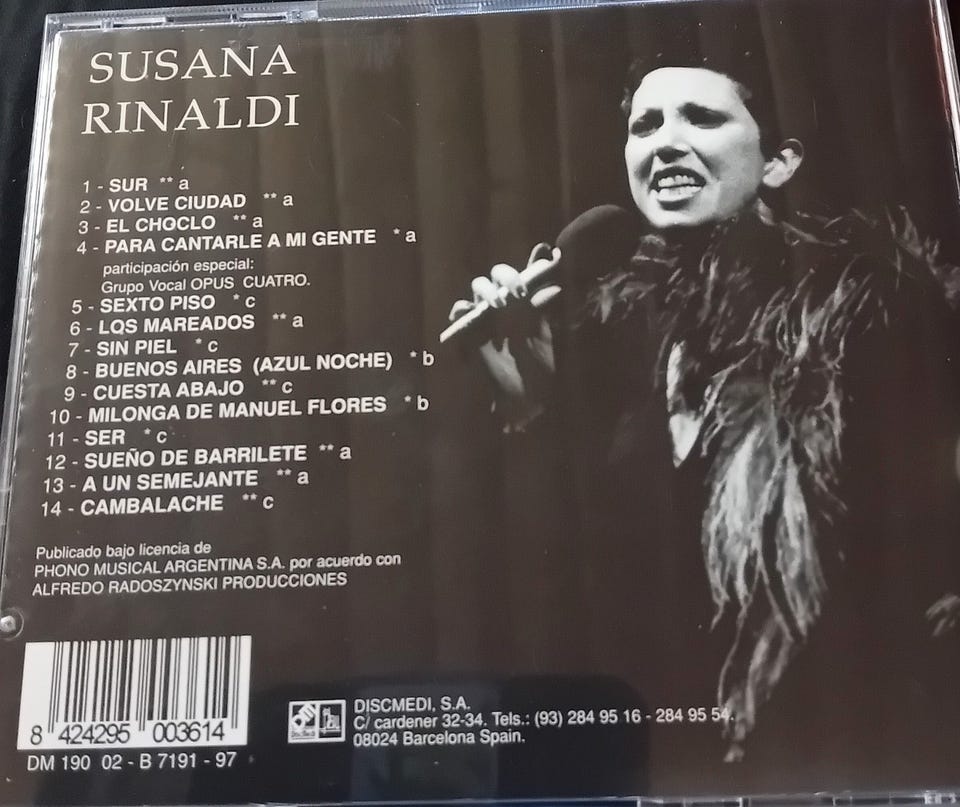 SUSANA
RINALDI
1 - SUR ** a
2 - VOLVE CIUDAD ** a
3 - EL CHOCLO ** a
4 - PARA CANTARLE A MI GENTE * a
participación especial:
Grupo Vocal OPUS CUATRO.
5 - SEXTO PISO * c
6 - LOS MAREADOS ** a
7 - SIN PIEL * c
8 - BUENOS AIRES (AZUL NOCHE) * b
9 - CUESTA ABAJO ** c
10 - MILONGA DE MANUEL FLORES * b
11 - SER * c
12 - SUEÑO DE BARRILETE ** a
13 - A UN SEMEJANTE ** a
14 - CAMBALACHE ** c
Publicado bajo licencia de
PHONO MUSICAL ARGENTINA S.A. por acuerdo con
ALFREDO RADOSZYNSKI PRODUCCIONES
8 424295 003614
DM 190 02 - B 7191 - 97
DISCMEDI, S.A.
C/ cardener 32-34. Tels.: (93) 284 95 16 - 284 95 54.
08024 Barcelona Spain.